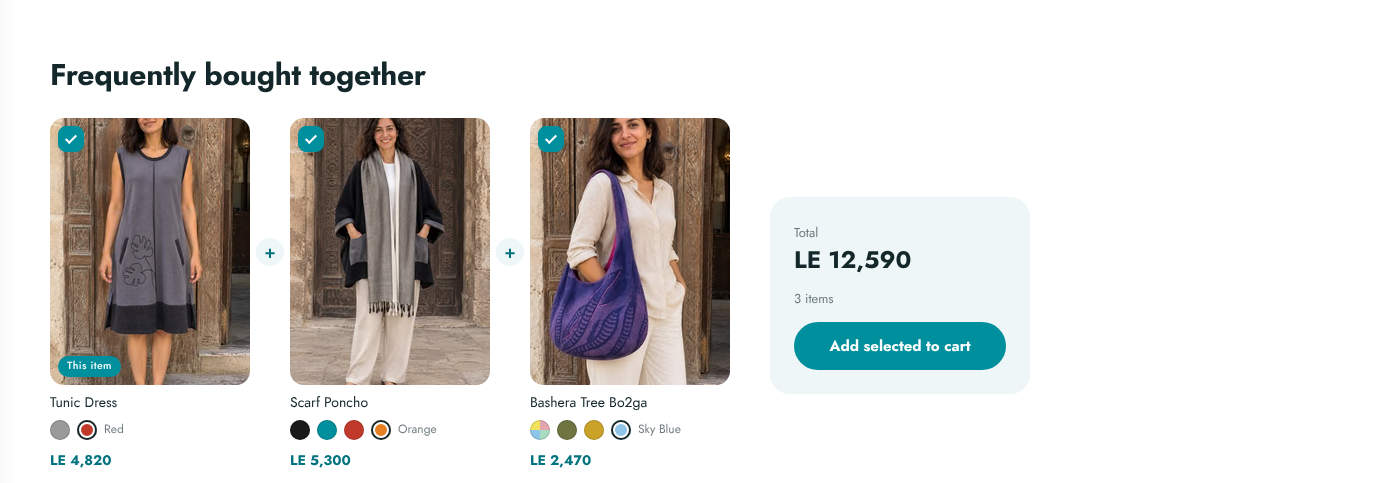 Frequently bought together
This item
+
+
Tunic Dress
Red
LE 4,820
Scarf Poncho
Orange
LE 5,300
Bashera Tree Bo2ga
Sky Blue
LE 2,470
Total
LE 12,590
3 items
Add selected to cart